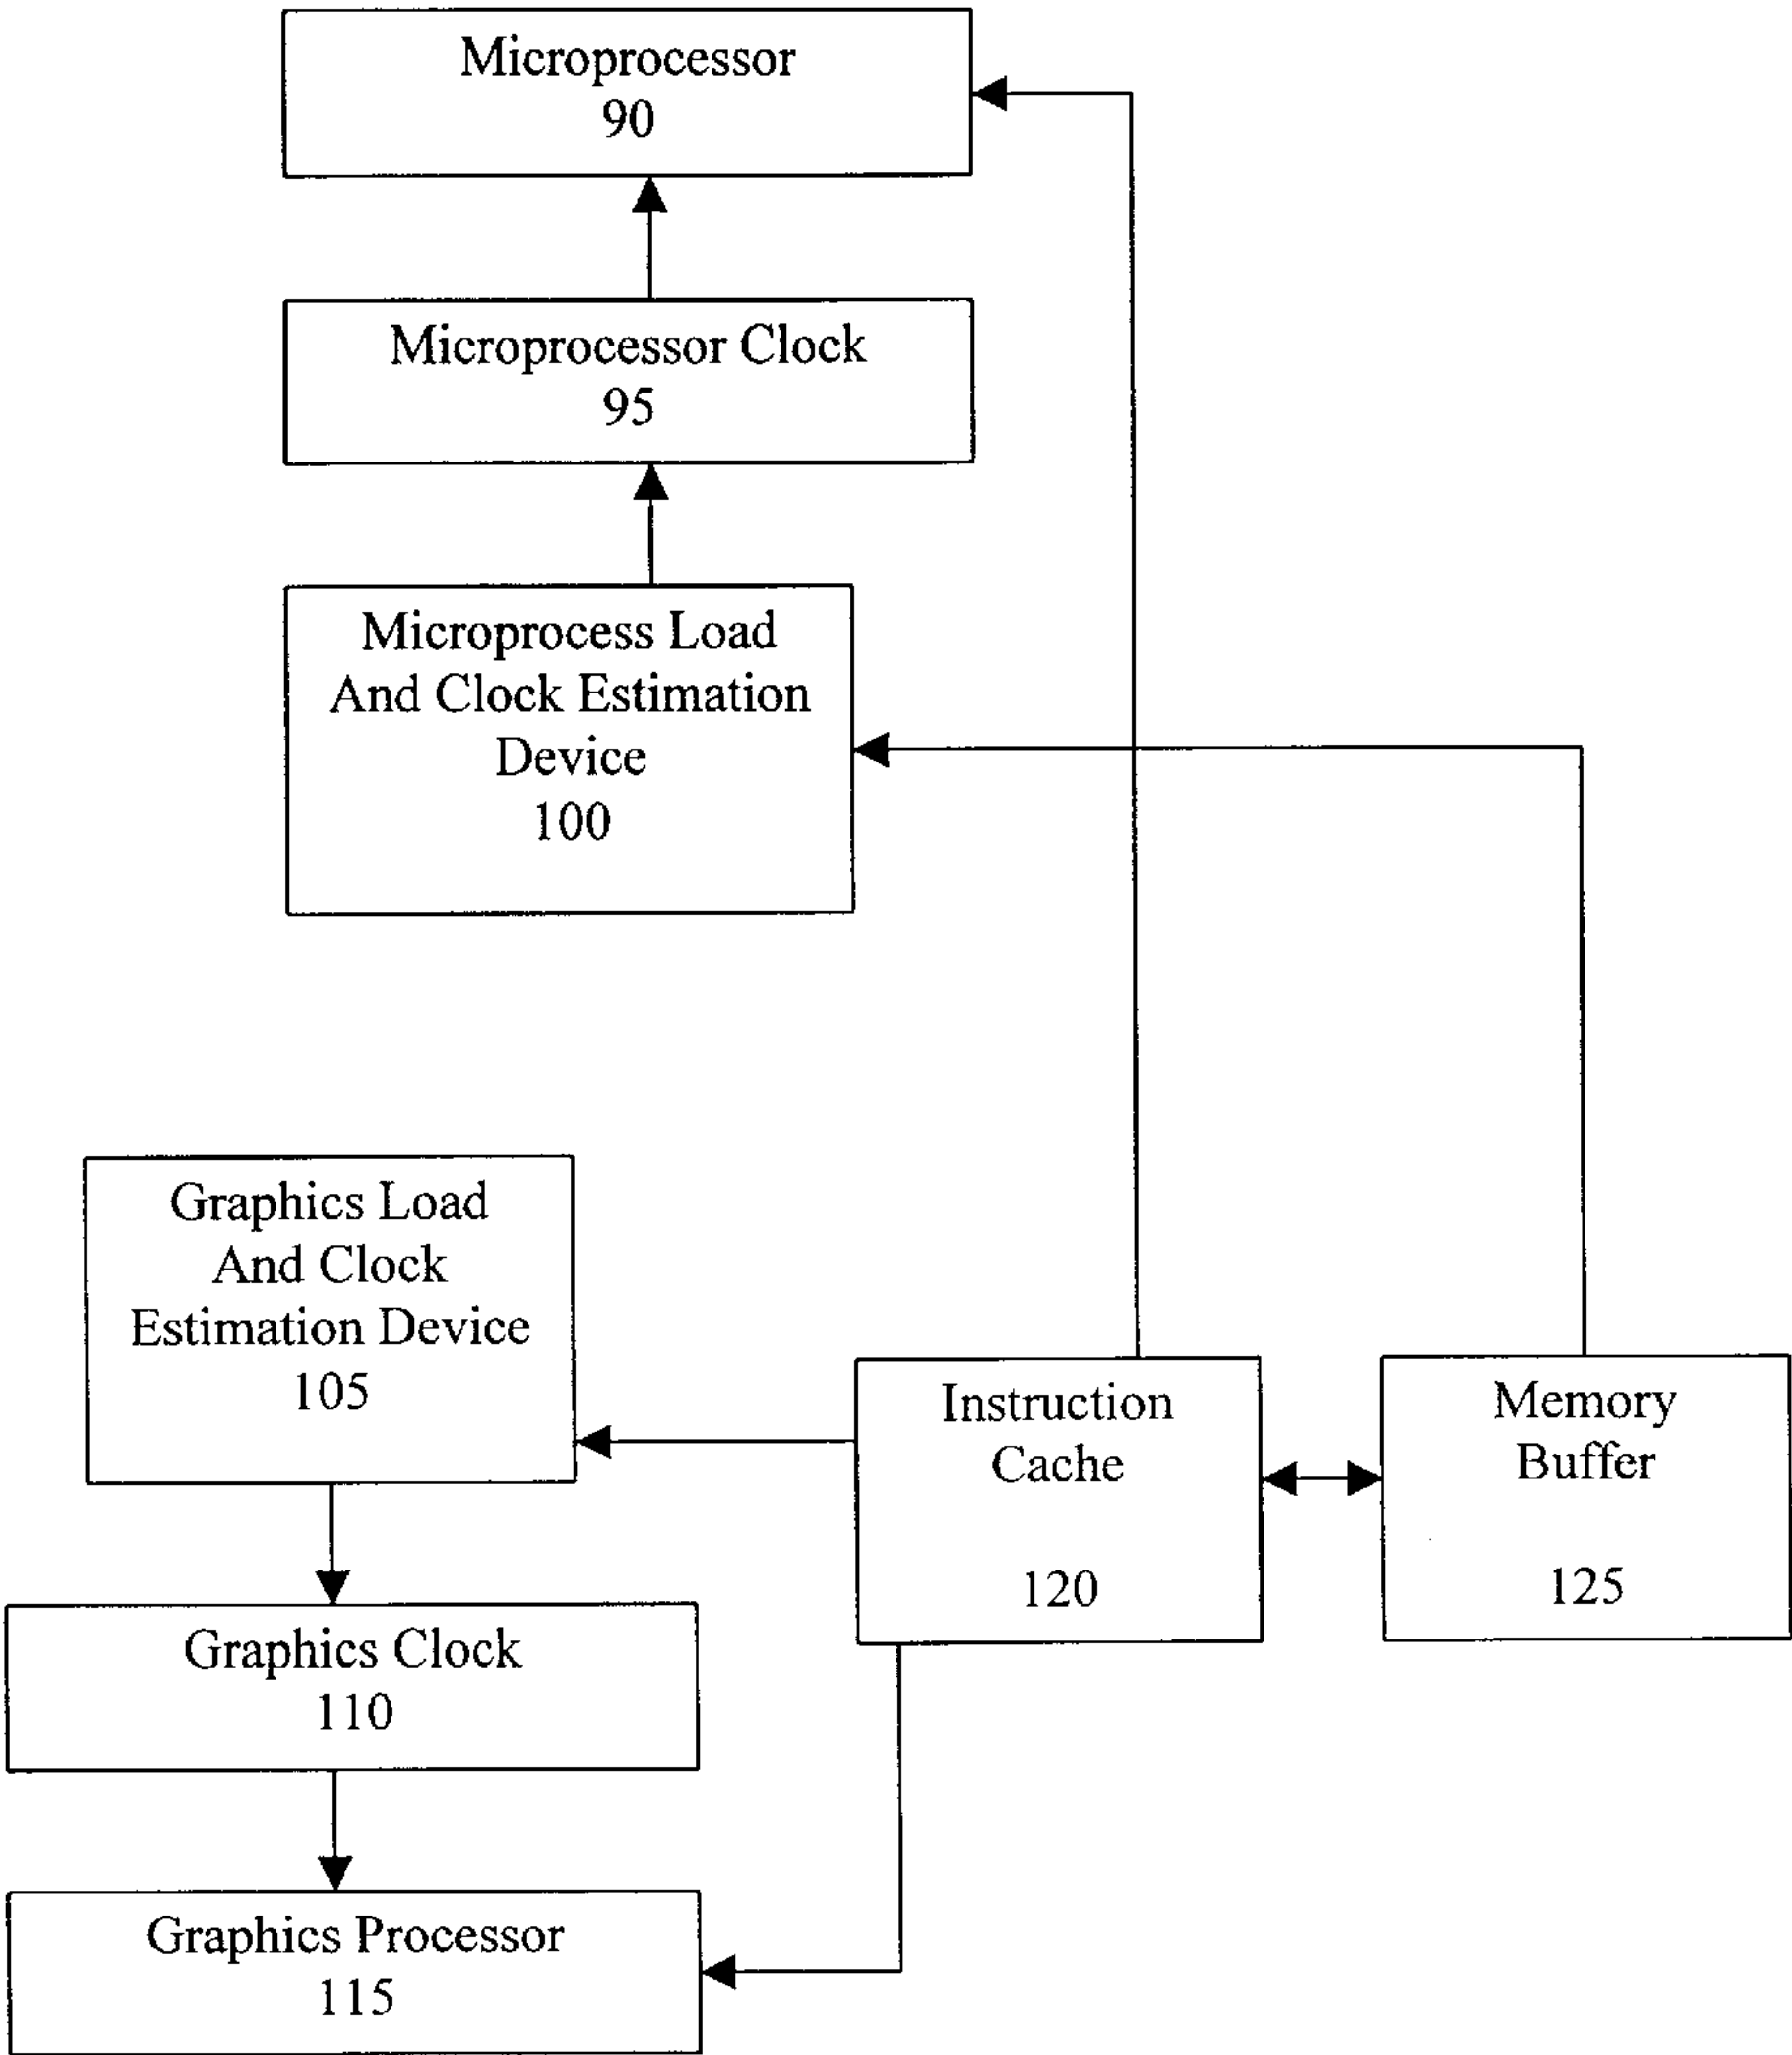 Microprocessor
90
Microprocessor Clock
95
Microprocess Load
And Clock Estimation
Device
100
Graphics Load
And Clock
Estimation Device
105
Instruction
Cache
120
Memory
Buffer
125
Graphics Clock
110
Graphics Processor
115